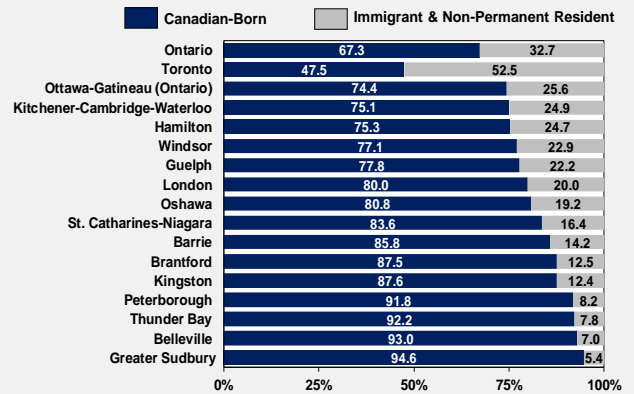 Canadian-Born Immigrant & Non-Permanent Resident
Ontario 67.3 32.7
Toronto 47.5 52.5
Ottawa-Gatineau (Ontario) 74.4 25.6
Kitchener-Cambridge-Waterloo 75.1 24.9
Hamilton 75.3 24.7
Windsor 77.1 22.9
Guelph 77.8 22.2
London 80.0 20.0
Oshawa 80.8 19.2
St. Catharines-Niagara 83.6 16.4
Barrie 85.8 14.2
Brantford 87.5 12.5
Kingston 87.6 12.4
Peterborough 91.8 8.2
Thunder Bay 92.2 7.8
Belleville 93.0 7.0
Greater Sudbury 94.6 5.4
0% 25% 50% 75% 100%